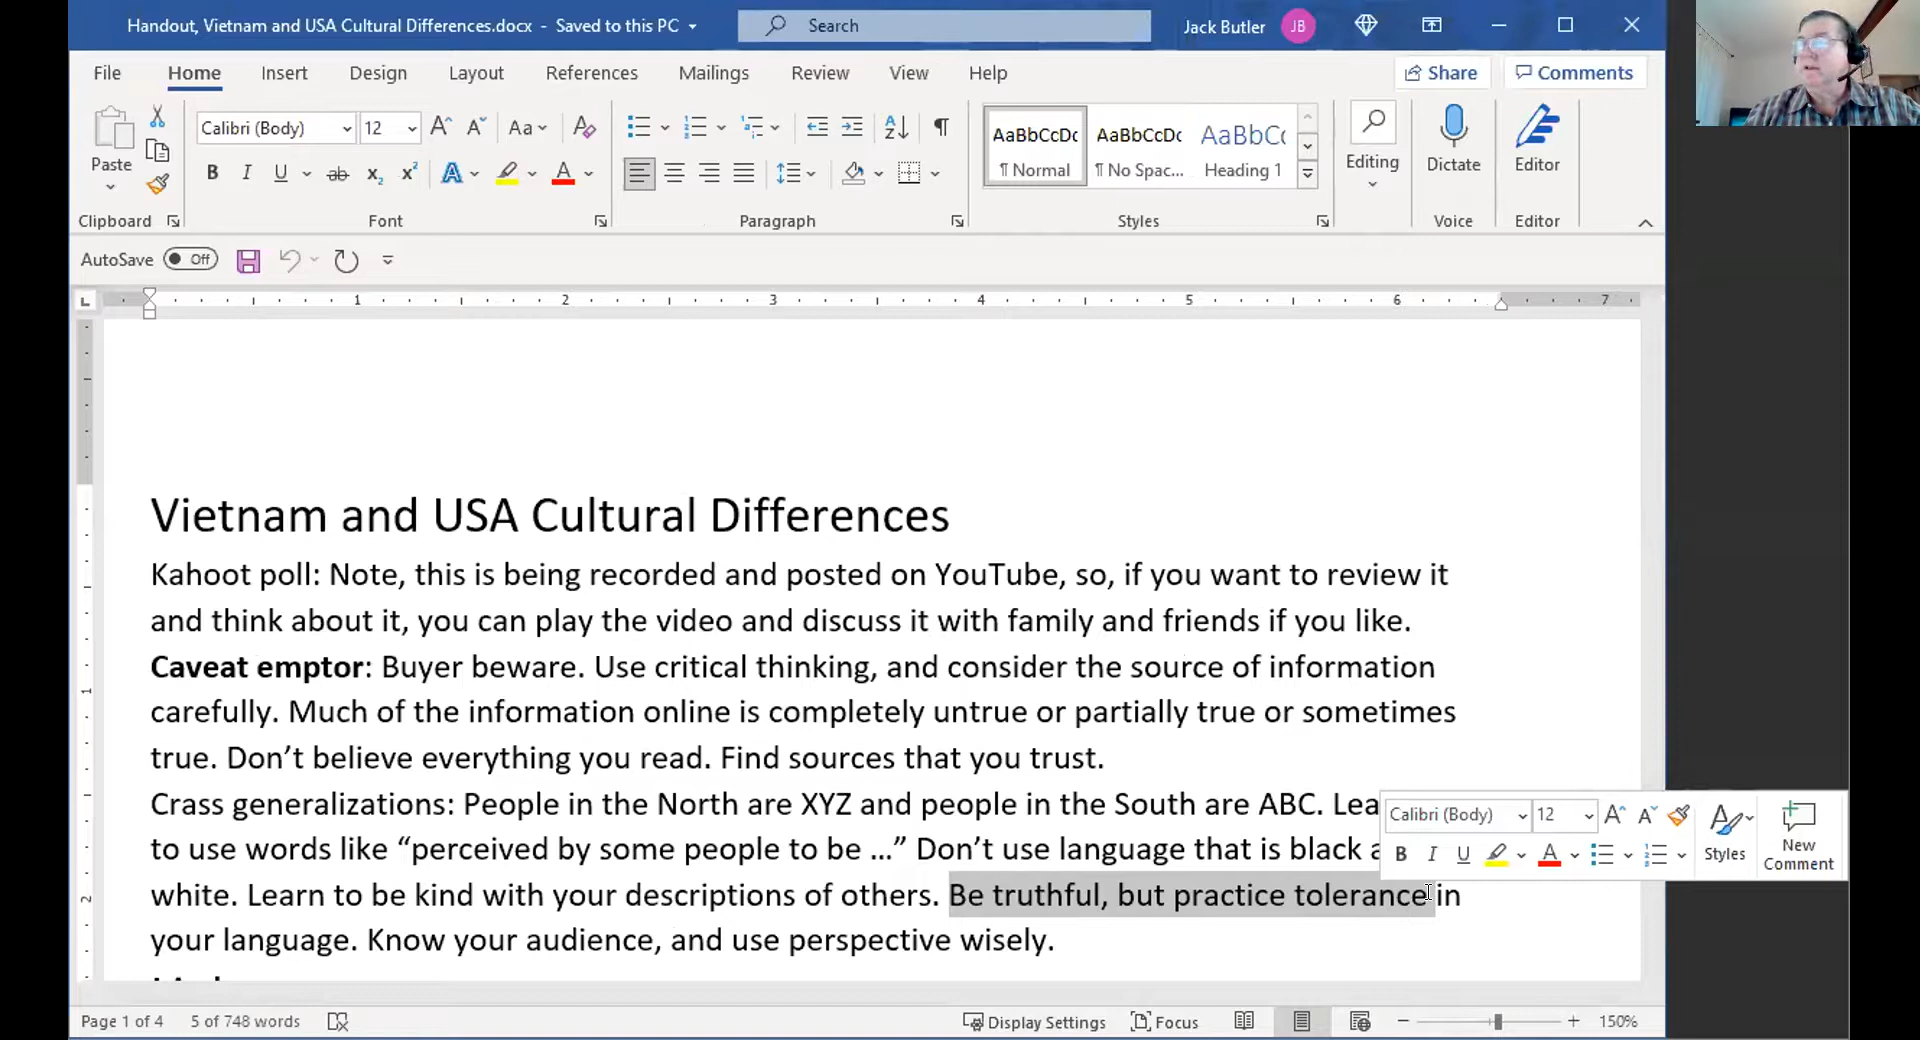 Handout, Vietnam and USA Cultural Differences.docx - Saved to this PC
Search
Jack Butler JB
File Home Insert Design Layout References Mailings Review View Help
Share Comments
Paste
Calibri (Body) 12 Aa
AaBbCcDc AaBbCcDc AaBbC
¶ Normal ¶ No Spac... Heading 1
Editing Dictate Editor
Clipboard Font Paragraph Styles Voice Editor
AutoSave Off
1 2 3 4 5 6 7
Vietnam and USA Cultural Differences
Kahoot poll: Note, this is being recorded and posted on YouTube, so, if you want to review it
and think about it, you can play the video and discuss it with family and friends if you like.
Caveat emptor: Buyer beware. Use critical thinking, and consider the source of information
carefully. Much of the information online is completely untrue or partially true or sometimes
true. Don’t believe everything you read. Find sources that you trust.
Crass generalizations: People in the North are XYZ and people in the South are ABC. Lea
to use words like “perceived by some people to be …” Don’t use language that is black a
white. Learn to be kind with your descriptions of others. Be truthful, but practice tolerance in
your language. Know your audience, and use perspective wisely.
Calibri (Body) 12
B I U A
Styles
New
Comment
1
2
Page 1 of 4 5 of 748 words
Display Settings Focus 150%